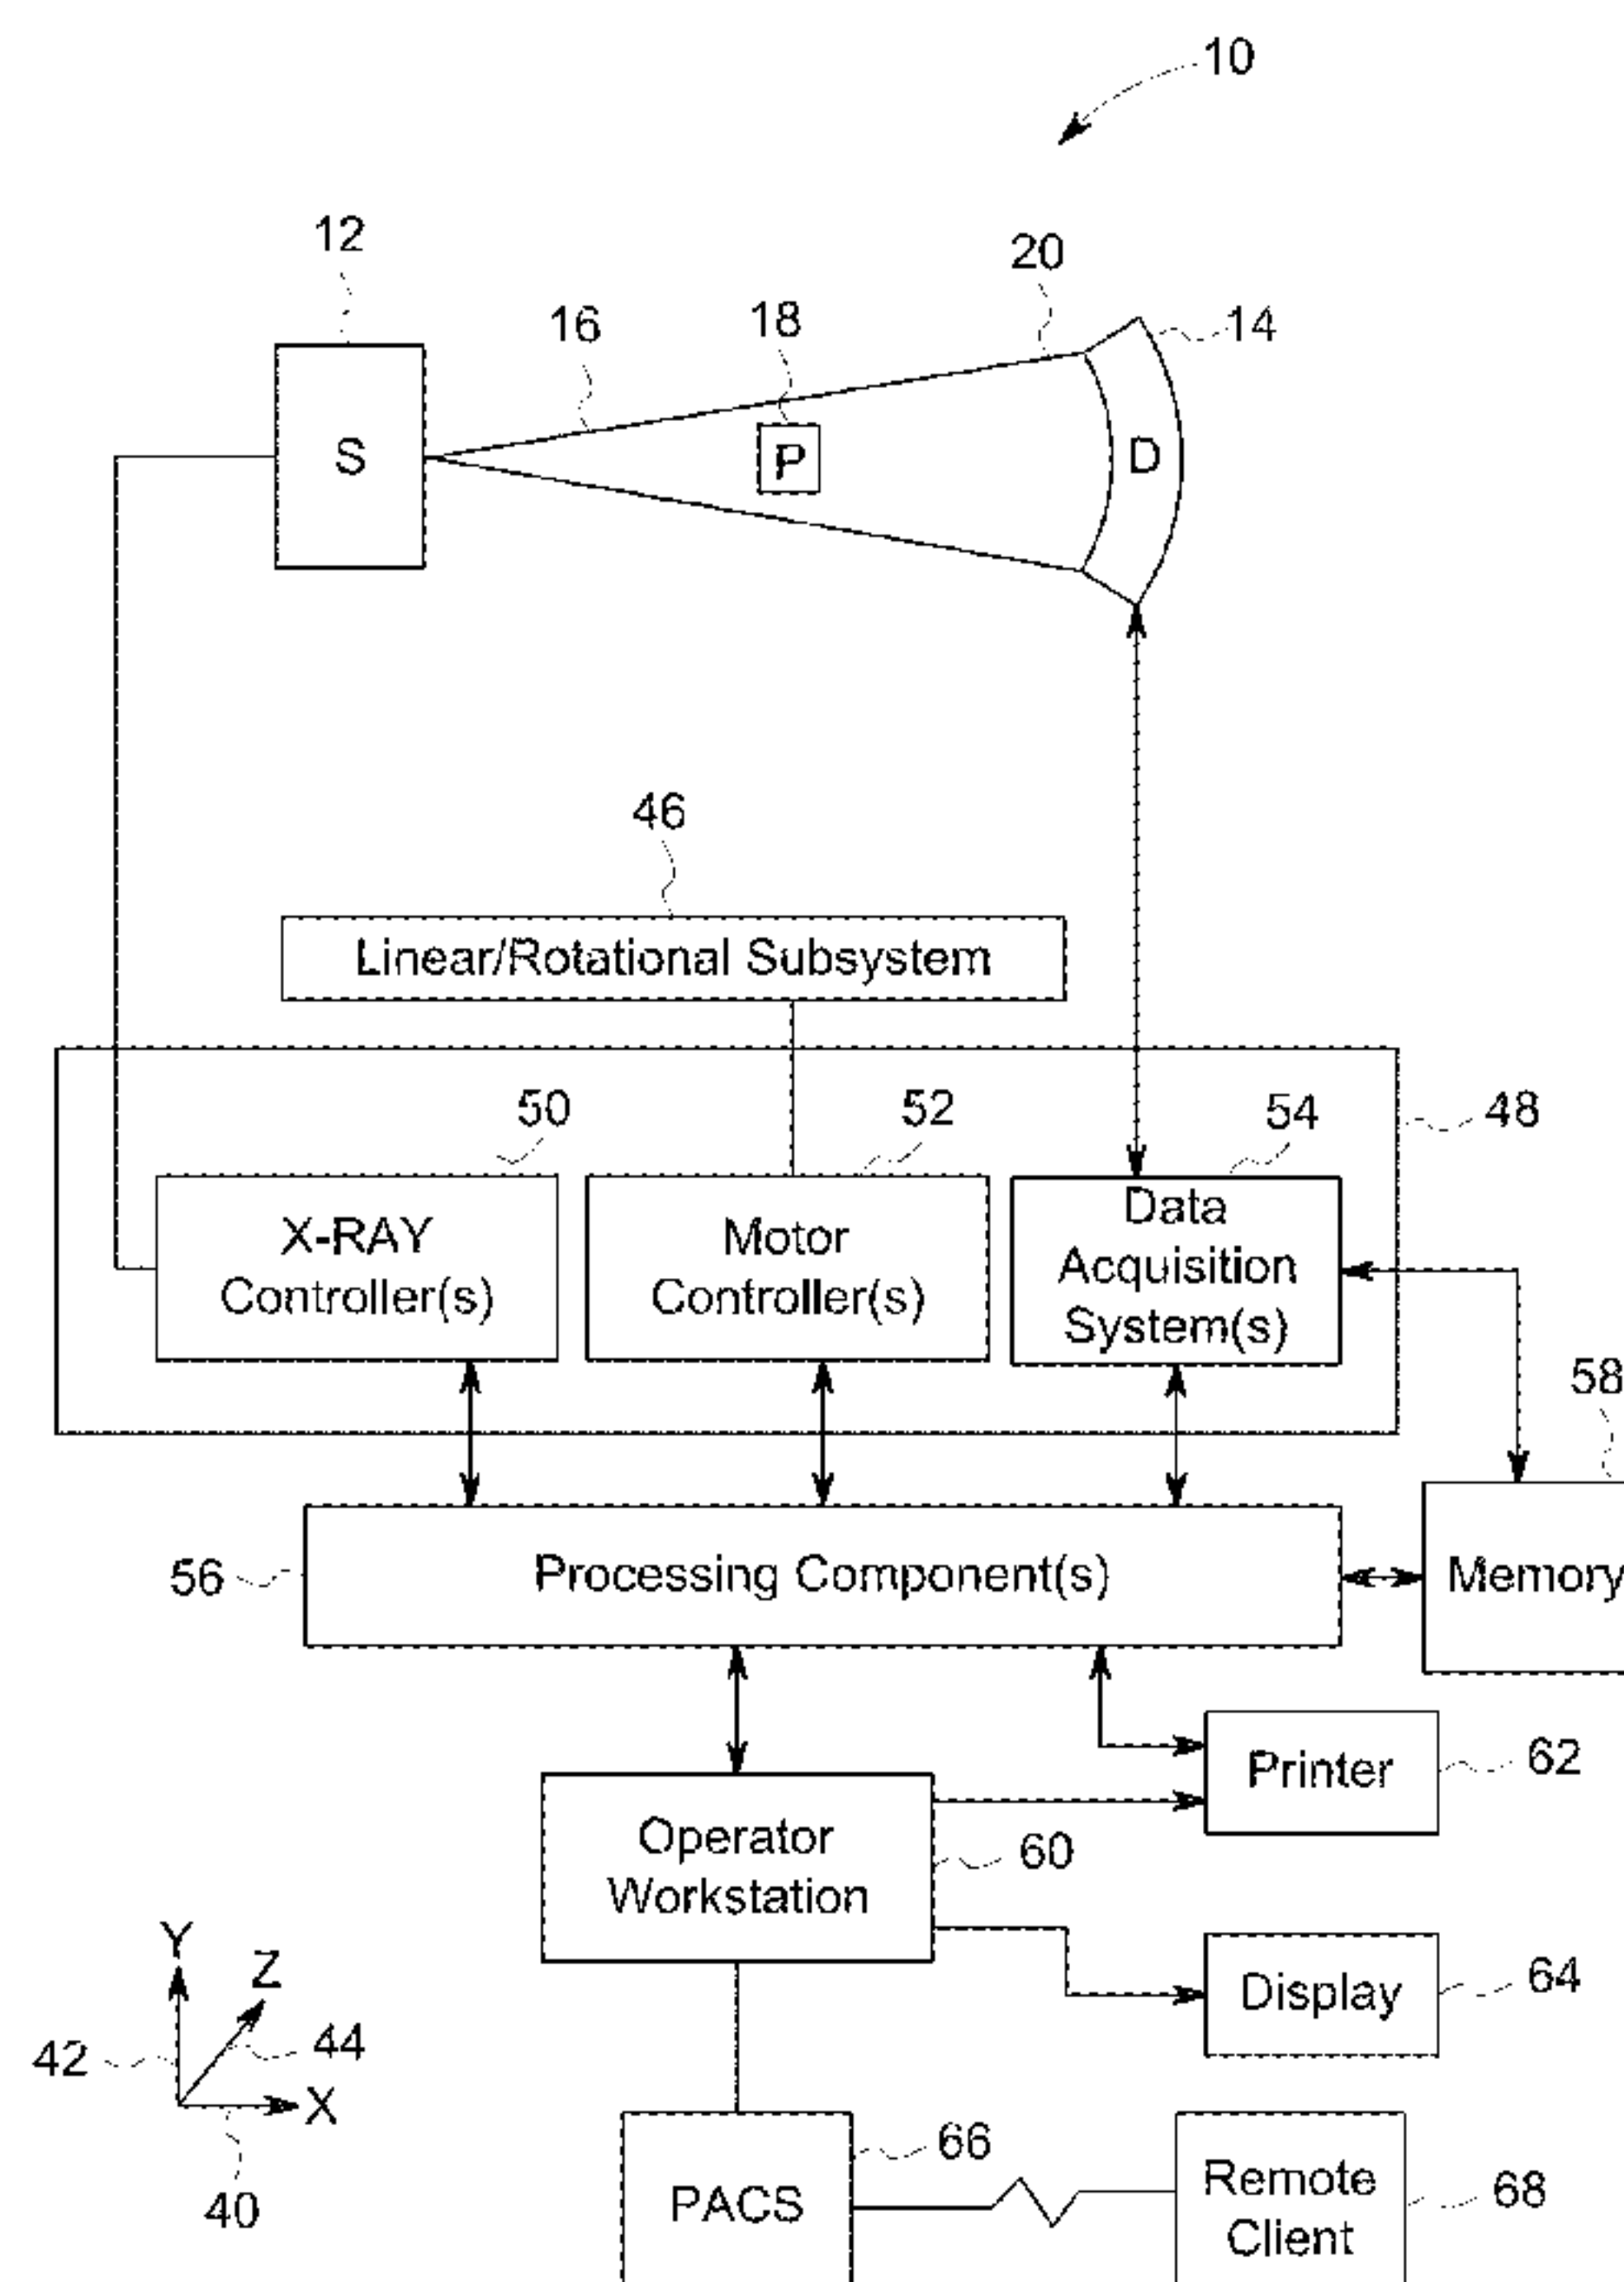 10
12
20
16
18
14
S
P
D
46
Linear/Rotational Subsystem
50
52
54
48
X-RAY
Controller(s)
Motor
Controller(s)
Data
Acquisition
System(s)
58
56
Processing Component(s)
Memory
Printer
62
Operator
Workstation
60
Y
Z
Display
64
42
44
X
40
66
PACS
Remote
Client
68